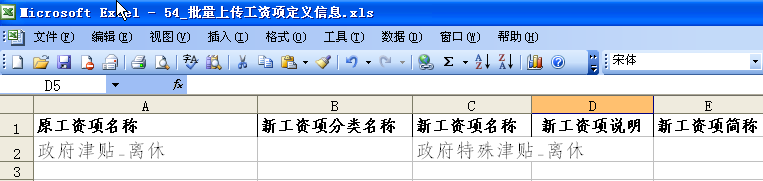 Microsoft Excel - 54_批量上传工资项定义信息.xls
文件(F) 编辑(E) 视图(V) 插入(I) 格式(O) 工具(T) 数据(D) 窗口(W) 帮助(H)
宋体
D5 fx
A B C D E
1 原工资项名称 新工资项分类名称 新工资项名称 新工资项说明 新工资项简称
2 政府津贴_离休 政府特殊津贴_离休
3